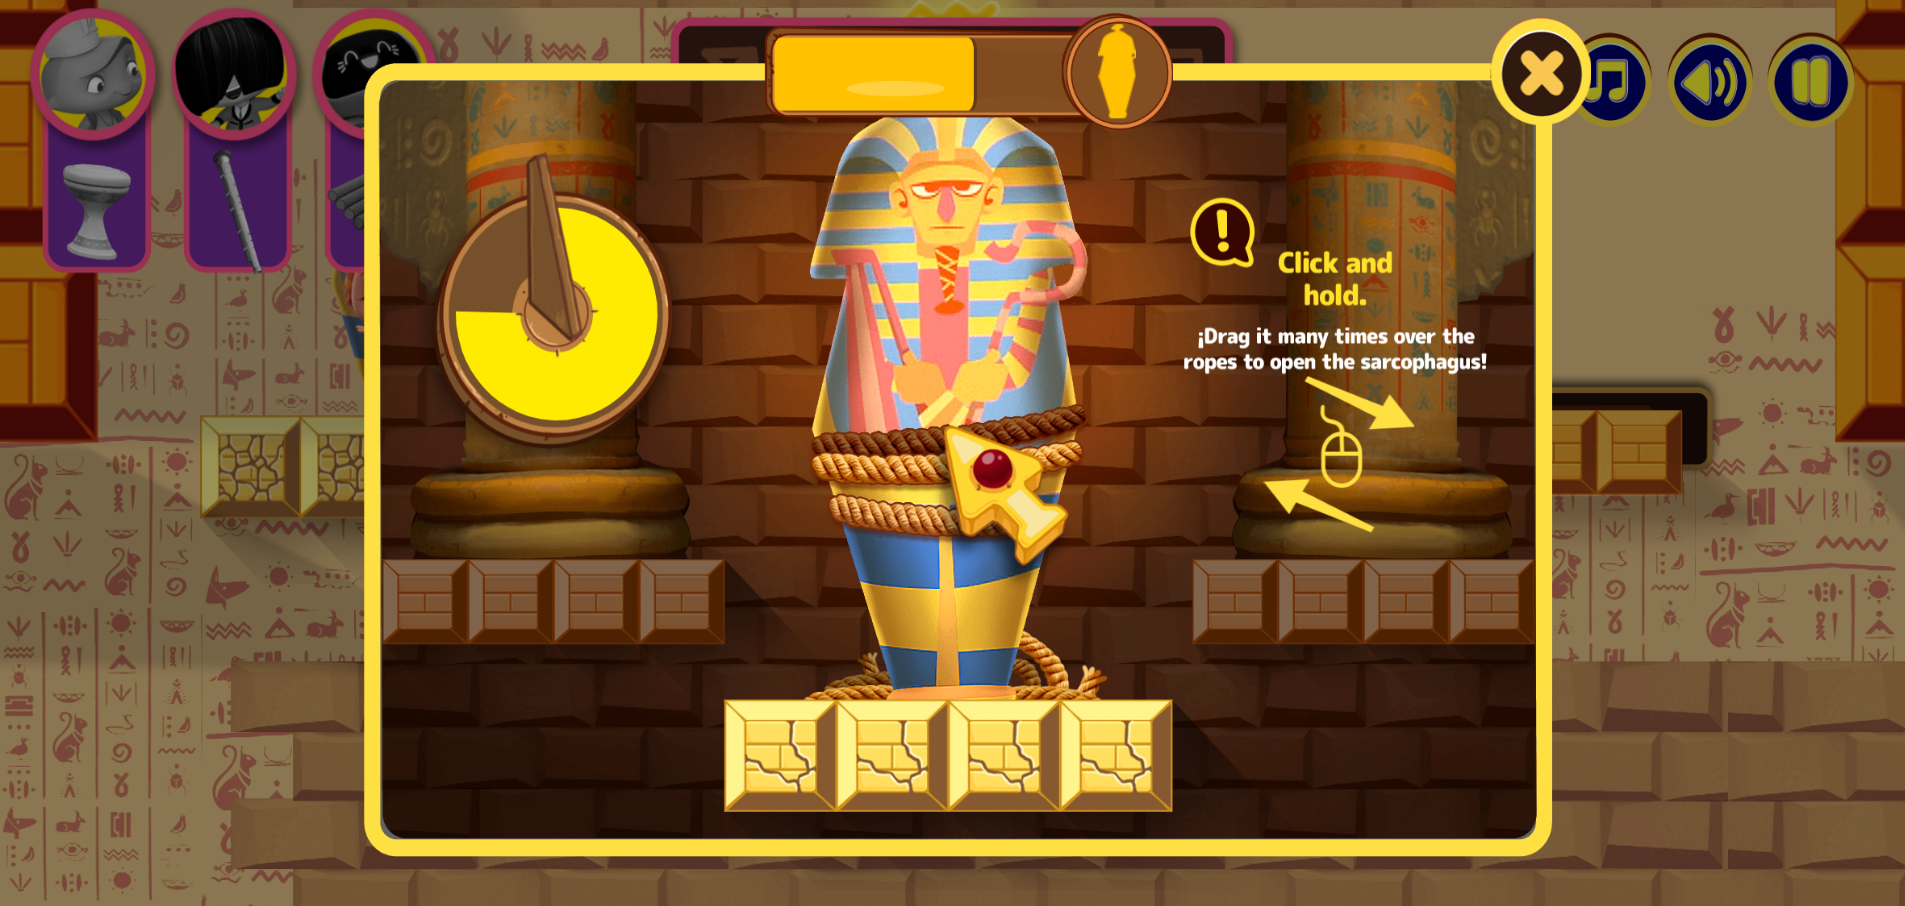 Click and
hold.
¡Drag it many times over the
ropes to open the sarcophagus!